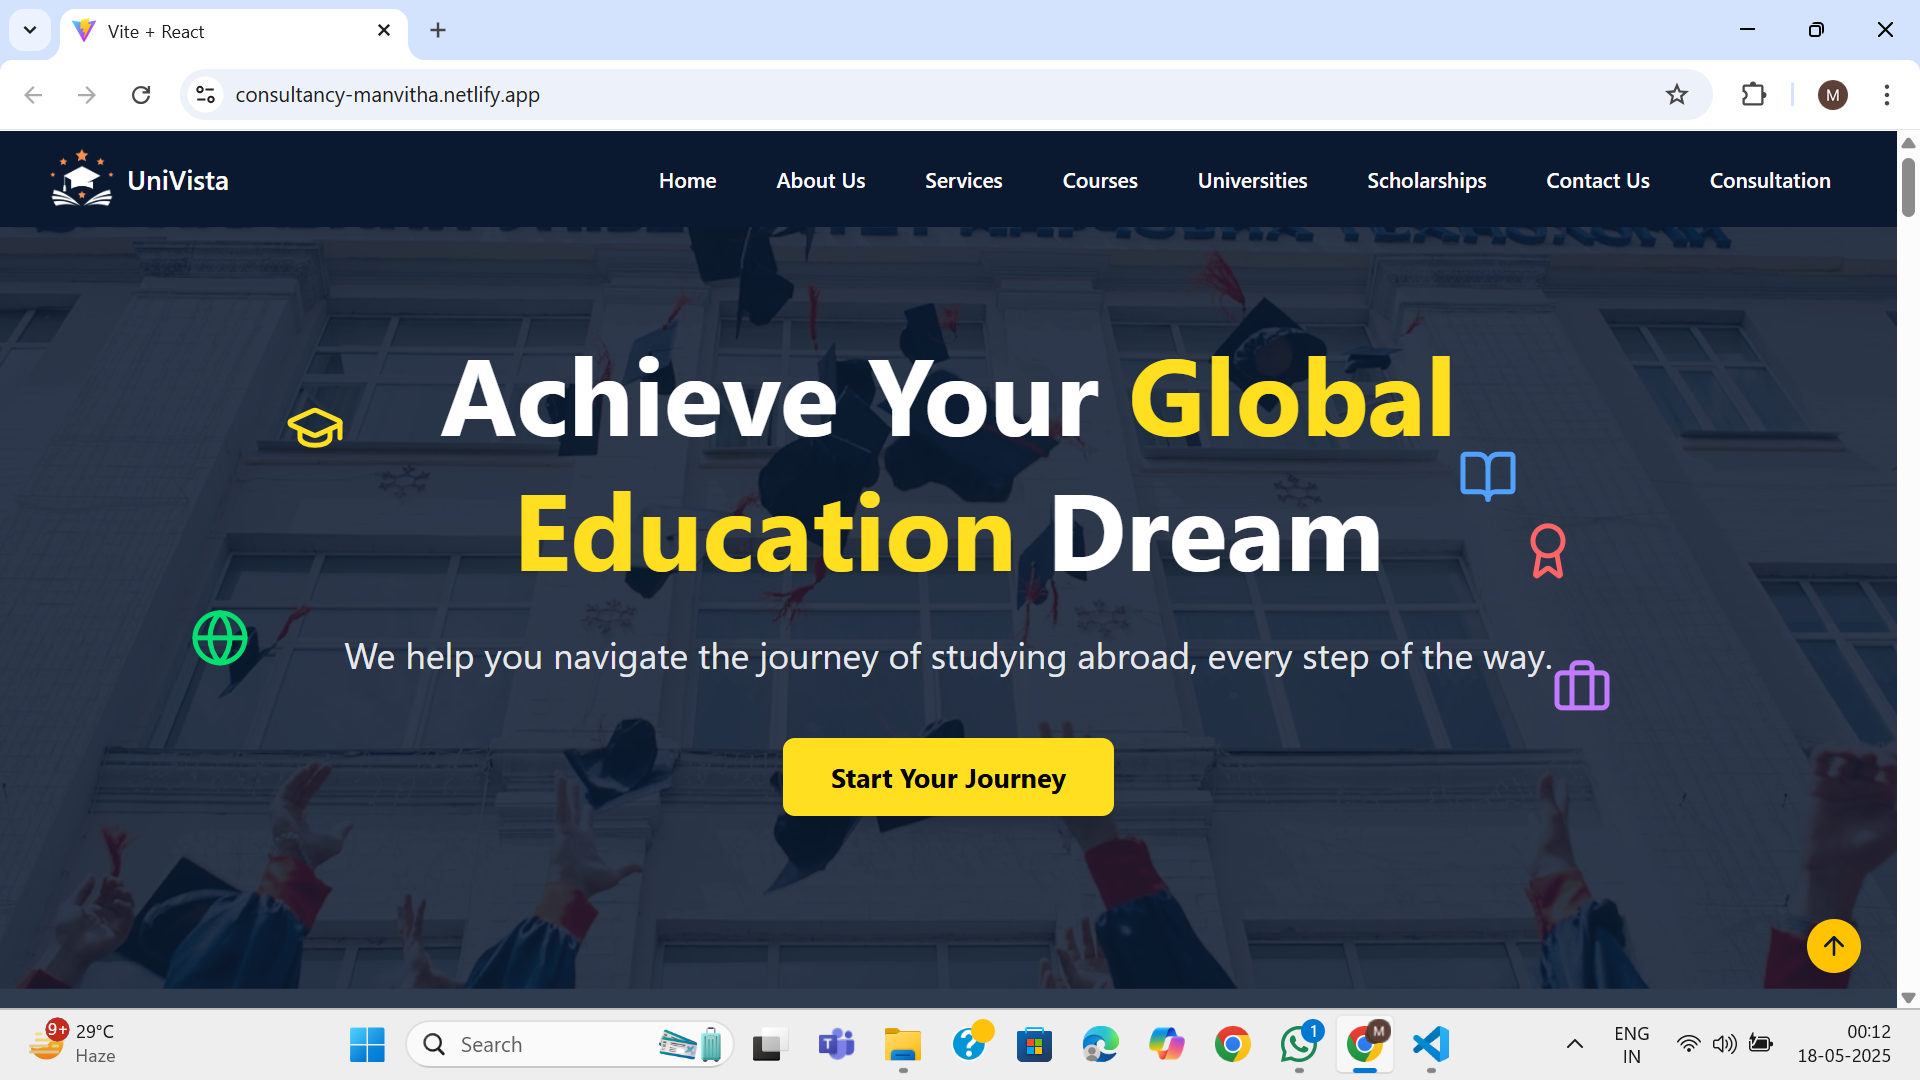 Vite + React
consultancy-manvitha.netlify.app
M
UniVista
Home About Us Services Courses Universities Scholarships Contact Us Consultation
Achieve Your Global
Education Dream
We help you navigate the journey of studying abroad, every step of the way.
Start Your Journey
9+
29°C
Haze
Search
T
?
1
M
ENG
IN
00:12
18-05-2025